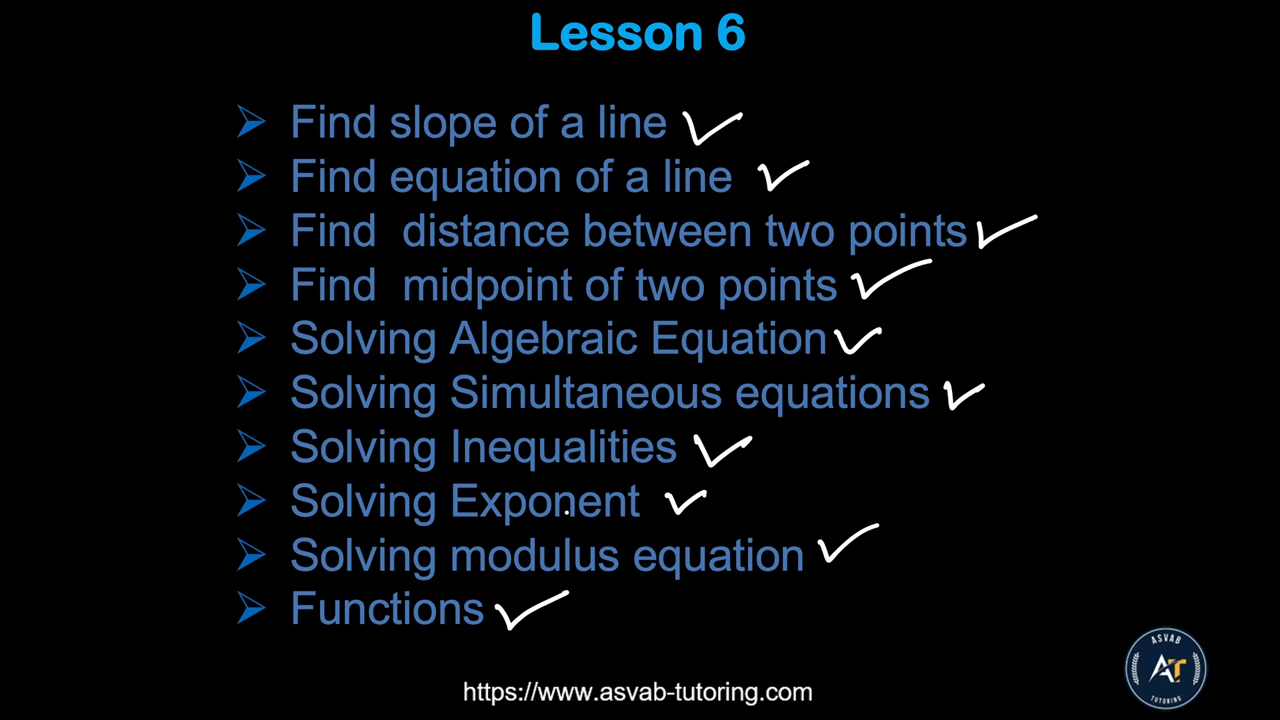 Lesson 6
Find slope of a line
Find equation of a line
Find distance between two points
Find midpoint of two points
Solving Algebraic Equation
Solving Simultaneous equations
Solving Inequalities
Solving Exponent
Solving modulus equation
Functions
https://www.asvab-tutoring.com
ASVAB
AT
TUTORING